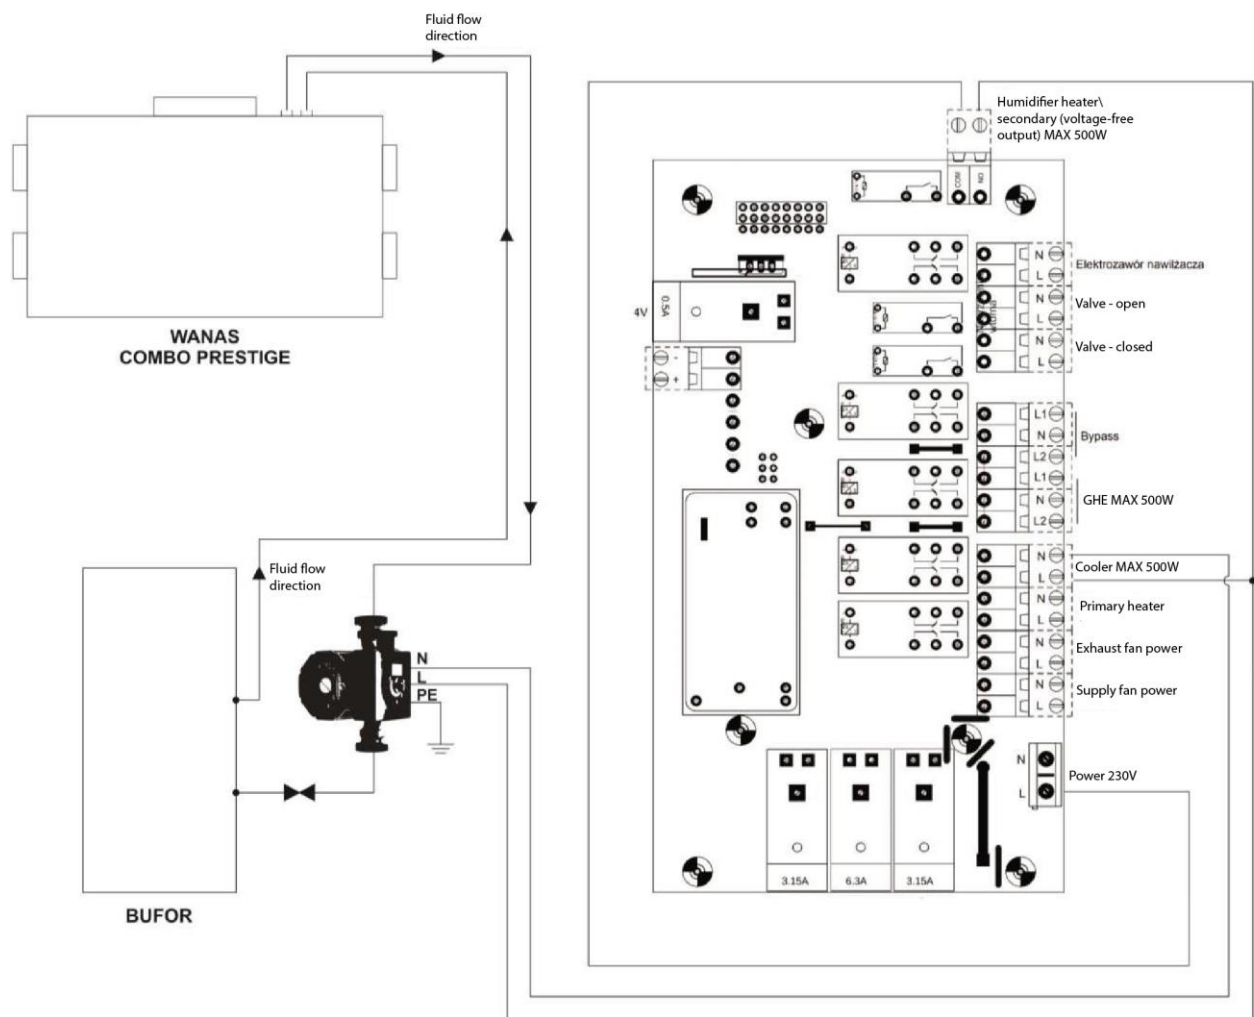 Fluid flow
direction
WANAS
COMBO PRESTIGE
Fluid flow
direction
N
L
PE
BUFOR
Humidifier heater\
secondary (voltage-free
output) MAX 500W
COM
NO
N
L
Elektrozawór nawilżacza
N
L
Valve - open
N
L
Valve - closed
4V
0.5A
-
+
L1
N
L2
Bypass
L1
N
L2
GHE MAX 500W
N
L
Cooler MAX 500W
N
L
Primary heater
N
L
Exhaust fan power
N
L
Supply fan power
N
L
Power 230V
3.15A
6.3A
3.15A